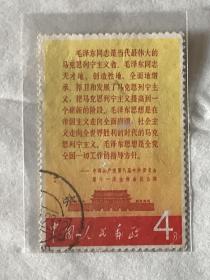 毛泽东同志是当代最伟大的
马克思列宁主义者。毛泽东同志
天才地、创造性地、全面地继
承、捍卫和发展了马克思列宁主
义，把马克思列宁主义提高到一
个崭新的阶段。毛泽东思想是在
帝国主义走向全面崩溃，社会主
义走向全世界胜利的时代的马克
思列宁主义。毛泽东思想是全党
全国一切工作的指导方针。
中国共产党第八届中央委员会
第十一次全体会议公报
中国人民邮政
4分